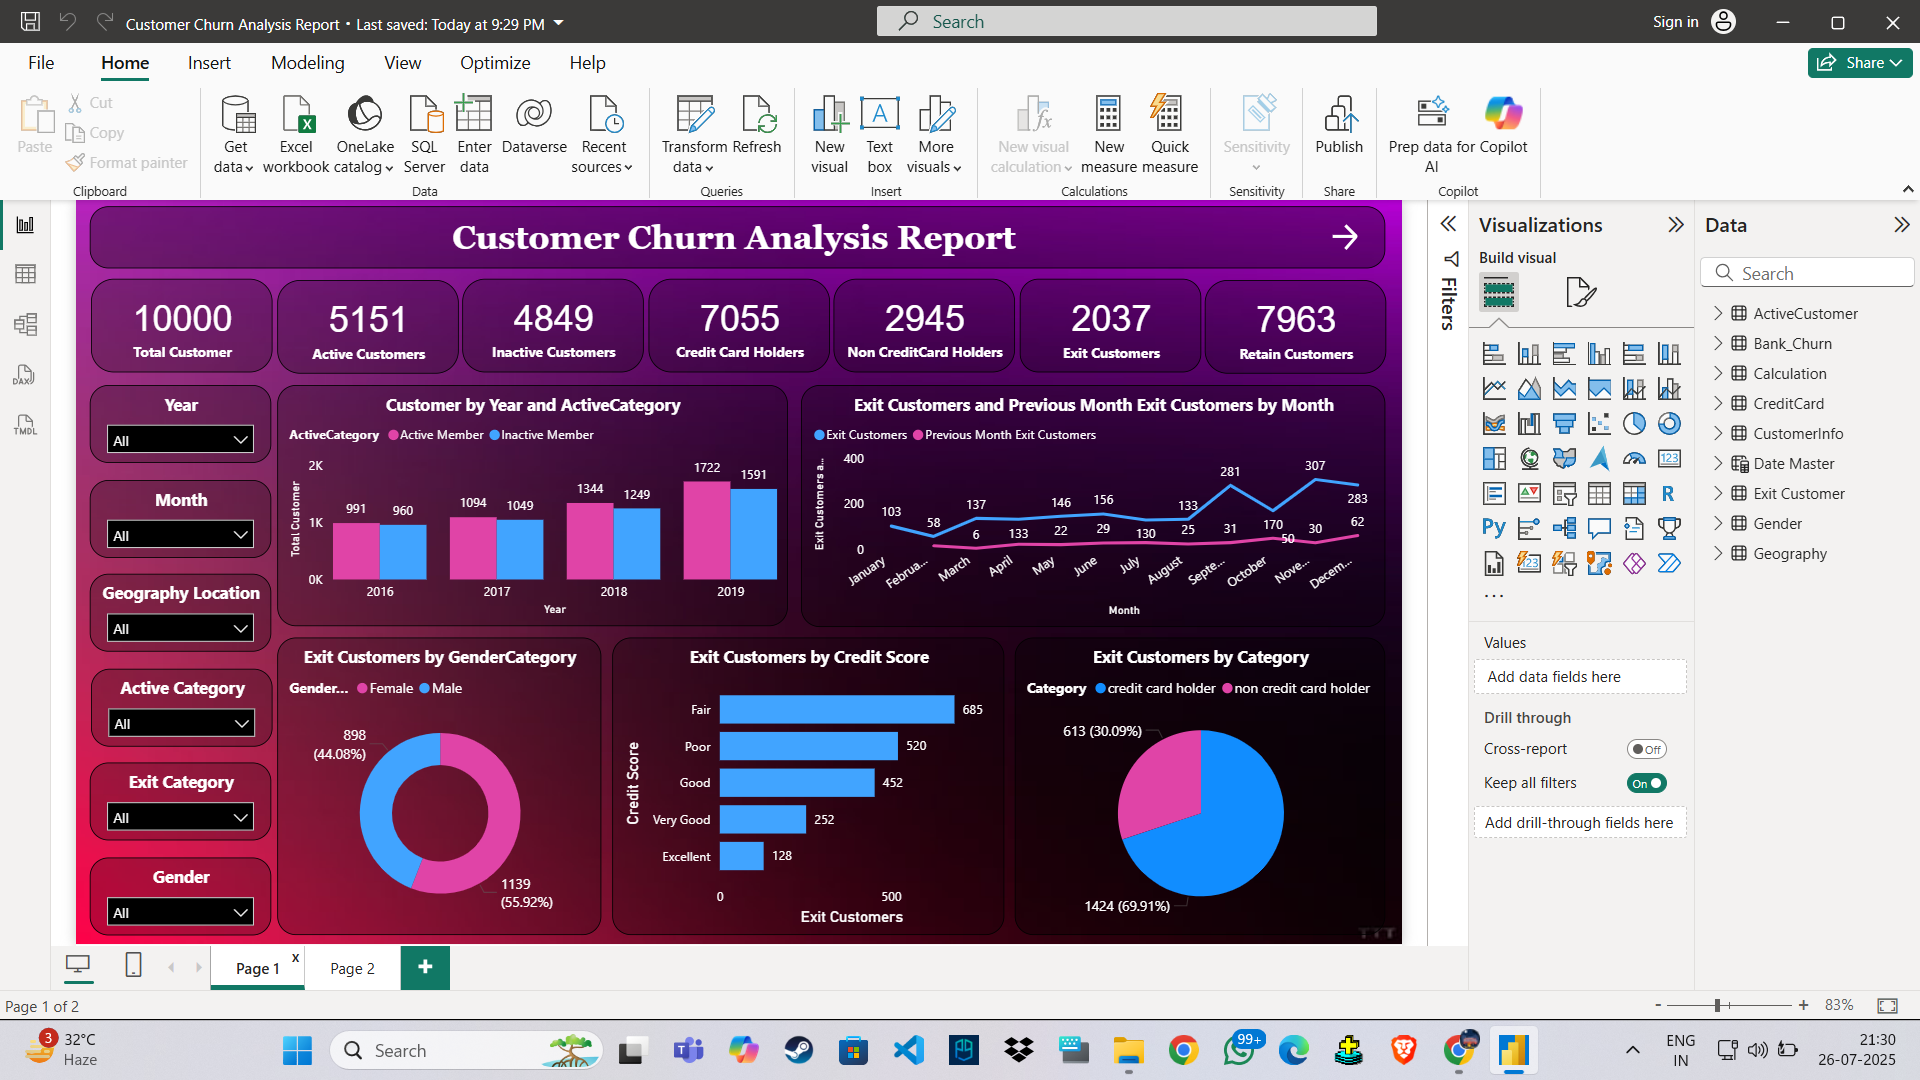 Customer Churn Analysis Report • Last saved: Today at 9:29 PM
Search
Sign in
File
Home
Insert
Modeling
View
Optimize
Help
Share
Paste
Cut
Copy
Format painter
Clipboard
Get data
Excel workbook
OneLake catalog
SQL Server
Enter data
Dataverse
Recent sources
Data
Transform data
Refresh
Queries
New visual
Text box
More visuals
Insert
New visual calculation
New measure
Quick measure
Calculations
Sensitivity
Sensitivity
Publish
Share
Prep data for AI
Copilot
Copilot
Customer Churn Analysis Report
10000
Total Customer
5151
Active Customers
4849
Inactive Customers
7055
Credit Card Holders
2945
Non CreditCard Holders
2037
Exit Customers
7963
Retain Customers
Year
All
Month
All
Geography Location
All
Active Category
All
Exit Category
All
Gender
All
Customer by Year and ActiveCategory
ActiveCategory Active Member Inactive Member
Total Customer
2K
1K
0K
991
960
1094
1049
1344
1249
1722
1591
2016
2017
2018
2019
Year
Exit Customers and Previous Month Exit Customers by Month
Exit Customers Previous Month Exit Customers
Exit Customers a...
400
200
0
103
58
137
133
146
156
130
133
281
170
307
283
6
22
29
25
31
50
30
62
January
Februa...
March
April
May
June
July
August
Septe...
October
Nove...
Decem...
Month
Exit Customers by GenderCategory
Gender... Female Male
898
(44.08%)
1139
(55.92%)
Exit Customers by Credit Score
Credit Score
Fair 685
Poor 520
Good 452
Very Good 252
Excellent 128
0 500
Exit Customers
Exit Customers by Category
Category credit card holder non credit card holder
613 (30.09%)
1424 (69.91%)
Filters
Visualizations
Build visual
Values
Add data fields here
Drill through
Cross-report
Off
Keep all filters
On
Add drill-through fields here
Data
Search
ActiveCustomer
Bank_Churn
Calculation
CreditCard
CustomerInfo
Date Master
Exit Customer
Gender
Geography
Page 1
x
Page 2
+
Page 1 of 2
- + 83%
3
32°C
Haze
Search
99+
ENG
IN
21:30
26-07-2025